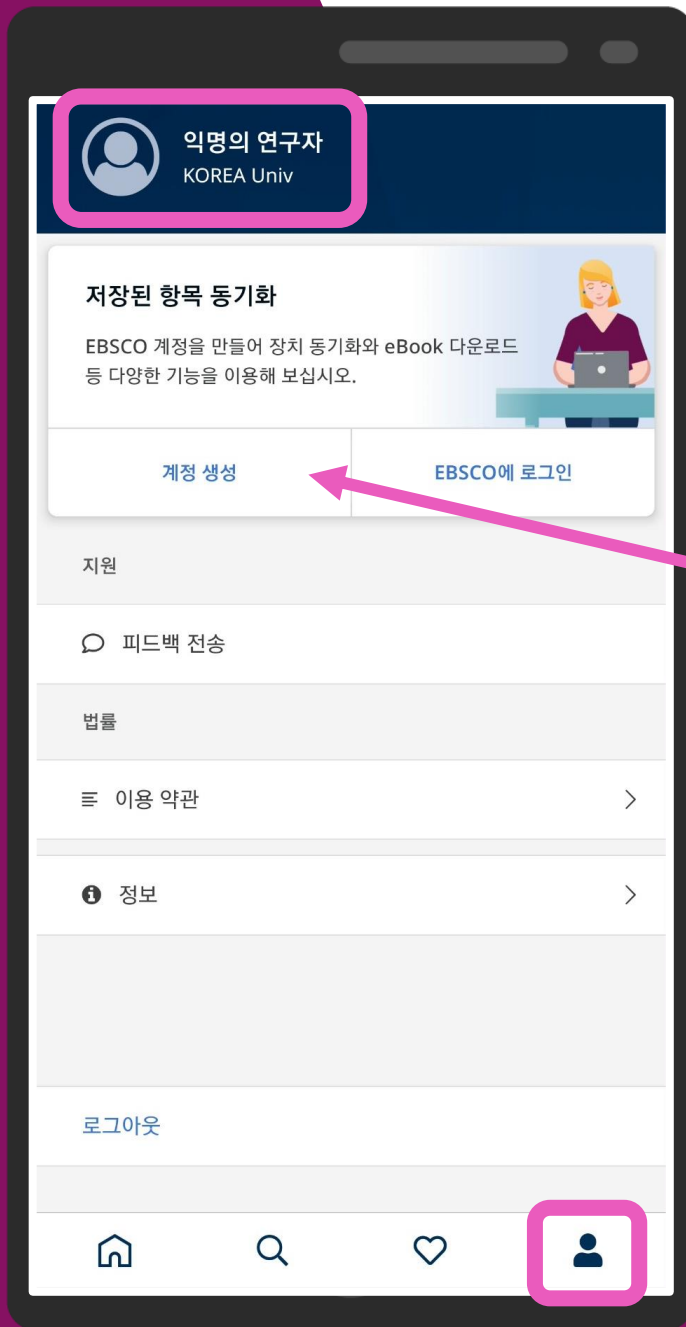 익명의 연구자
KOREA Univ
저장된 항목 동기화
EBSCO 계정을 만들어 장치 동기화와 eBook 다운로드
등 다양한 기능을 이용해 보십시오.
계정 생성
EBSCO에 로그인
지원
피드백 전송
법률
이용 약관
정보
로그아웃